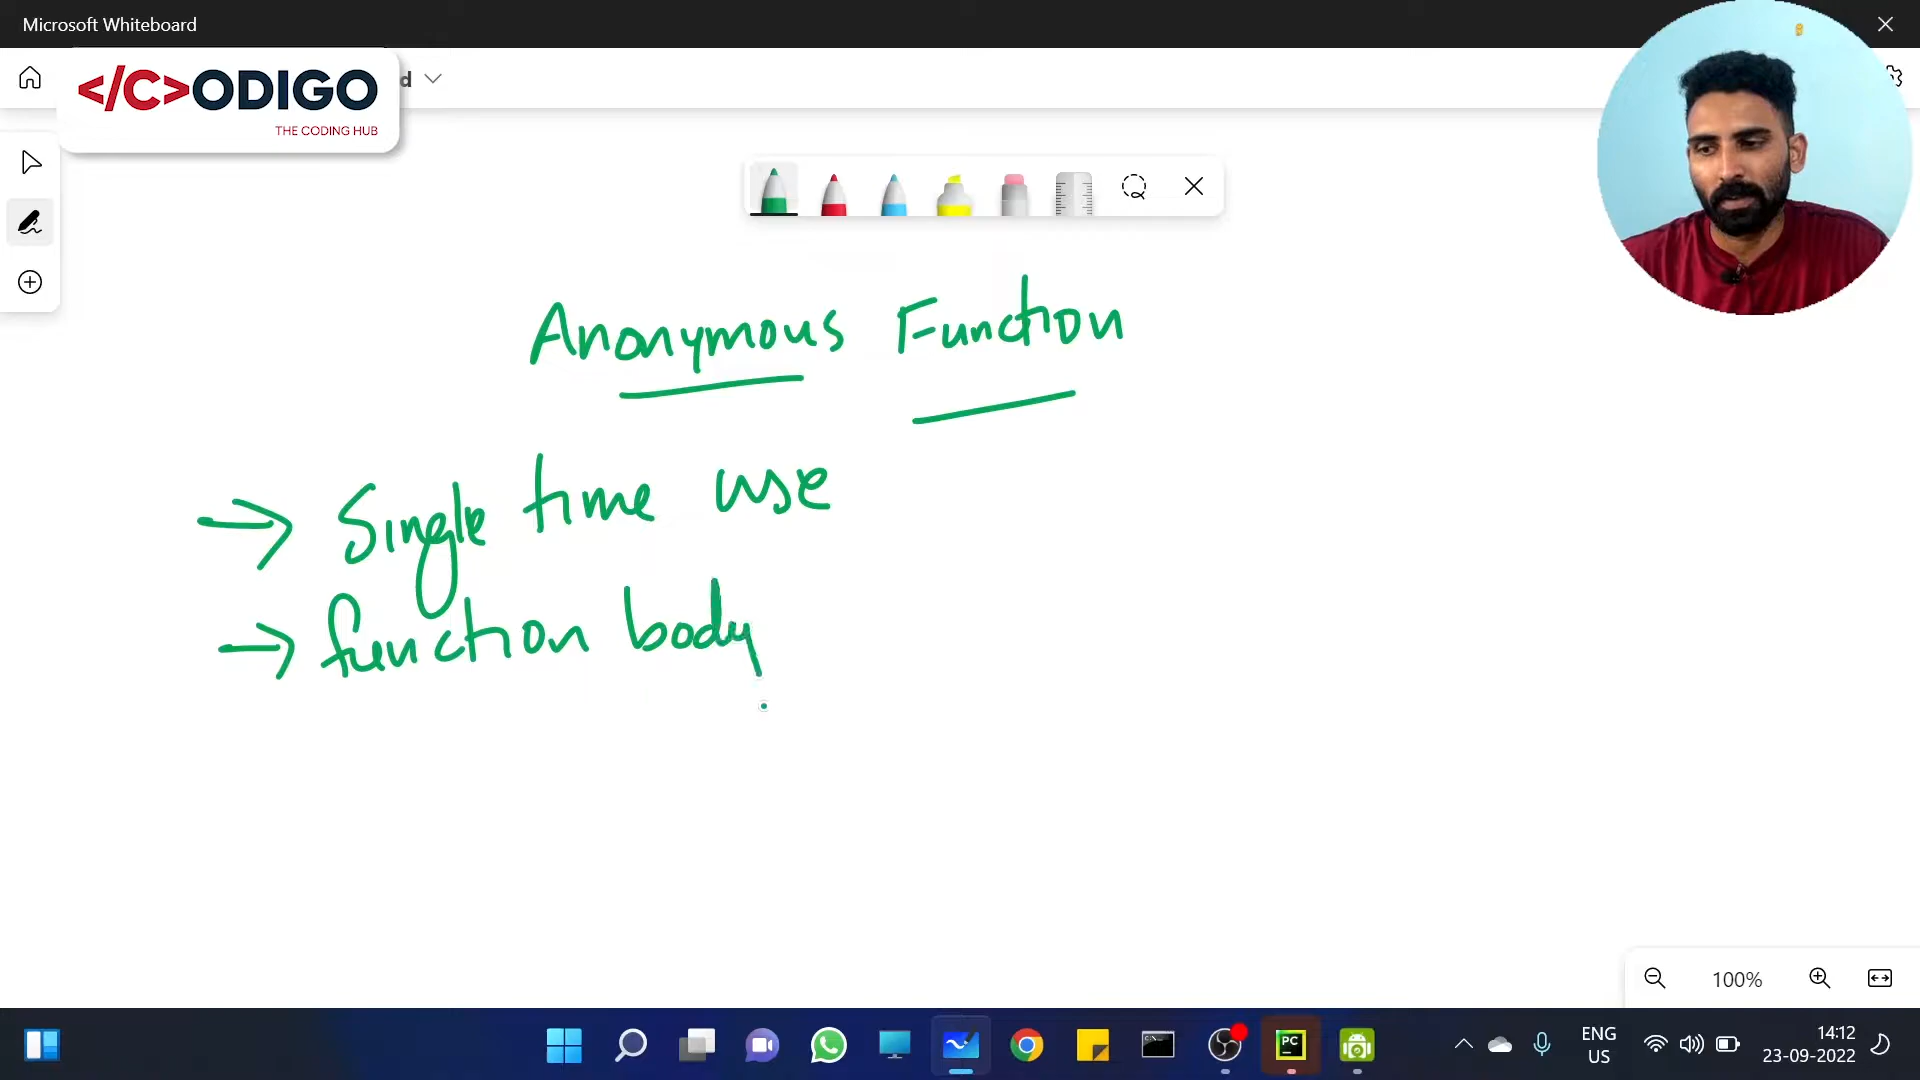 Microsoft Whiteboard
</C>ODIGO
THE CODING HUB
d
Anonymous Function
→ Single time use
→ function body
100%
PC
ENG
US
14:12
23-09-2022